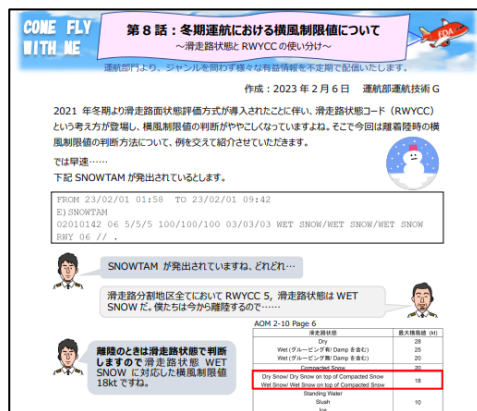 COME FLY
WITH ME
第8話：冬期運航における横風制限値について
～滑走路状態とRWYCCの使い分け～
FDA
運航部門より、ジャンルを問わず様々な有益情報を不定期で配信いたします。
作成：2023年2月6日　運航部運航技術G
2021 年冬期より滑走路面状態評価方式が導入されたことに伴い、滑走路状態コード（RWYCC）
という考え方が登場し、横風制限値の判断がややこしくなっていますよね。そこで今回は離着陸時の横
風制限値の判断方法について、例を交えて紹介させていただきます。
では早速……
下記 SNOWTAM が発出されているとします。
FROM 23/02/01 01:58 TO 23/02/01 09:42
E)SNOWTAM
02010142 06 5/5/5 100/100/100 03/03/03 WET SNOW/WET SNOW/WET SNOW
RWY 06 // .
SNOWTAM が発出されていますね、どれどれ…
滑走路分割地区全てにおいて RWYCC 5，滑走路状態は WET
SNOW だ。僕たちは今から離陸するので……
離陸のときは滑走路状態で判断
しますので滑走路状態 WET
SNOW に対応した横風制限値
18ktですね。
AOM 2-10 Page 6
滑走路状態 最大横風値 (kt)
Dry 28
Wet (グルービング有/ Damp を含む) 25
Wet (グルービング無/ Damp を含む) 20
Compacted Snow 20
Dry Snow/ Dry Snow on top of Compacted Snow
Wet Snow/ Wet Snow on top of Compacted Snow 18
Standing Water
Slush 10
Ice